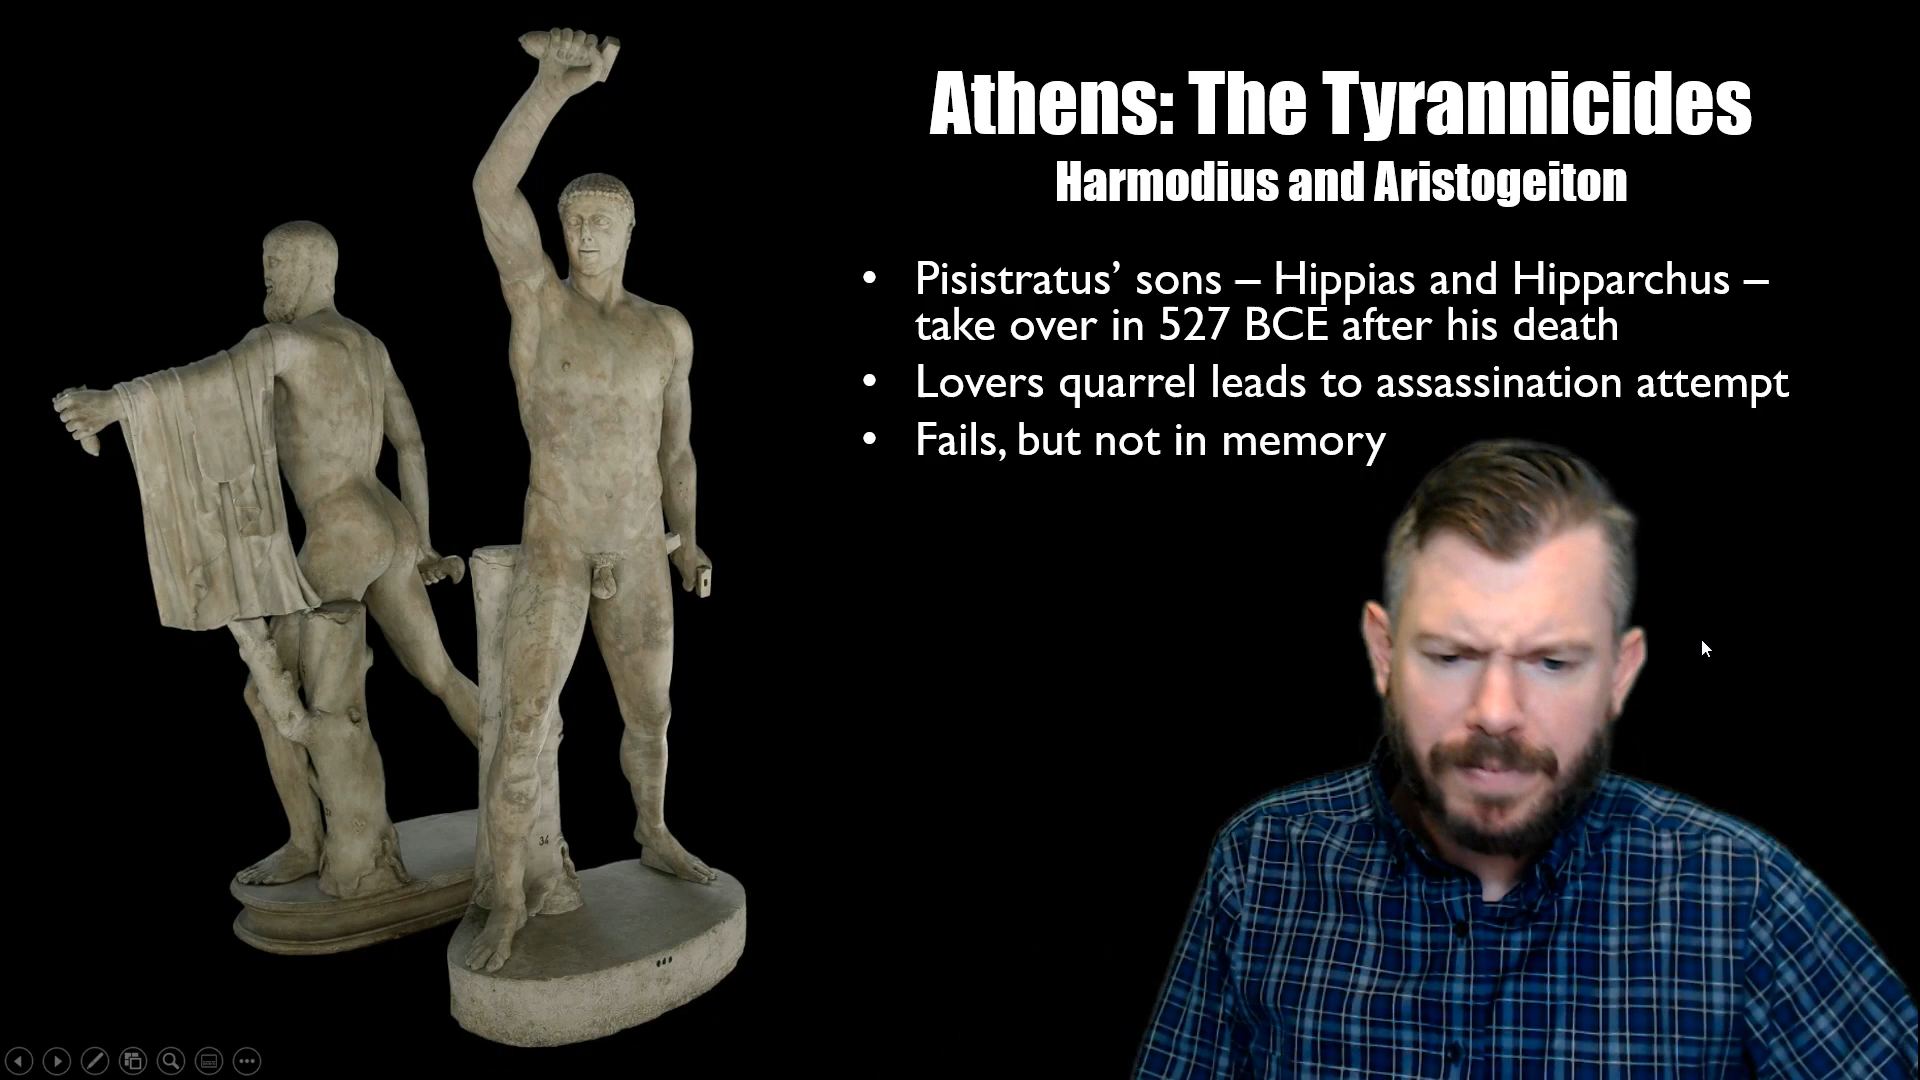 Athens: The Tyrannicides
Harmodius and Aristogeiton
• Pisistratus’ sons – Hippias and Hipparchus –
take over in 527 BCE after his death
• Lovers quarrel leads to assassination attempt
• Fails, but not in memory
34